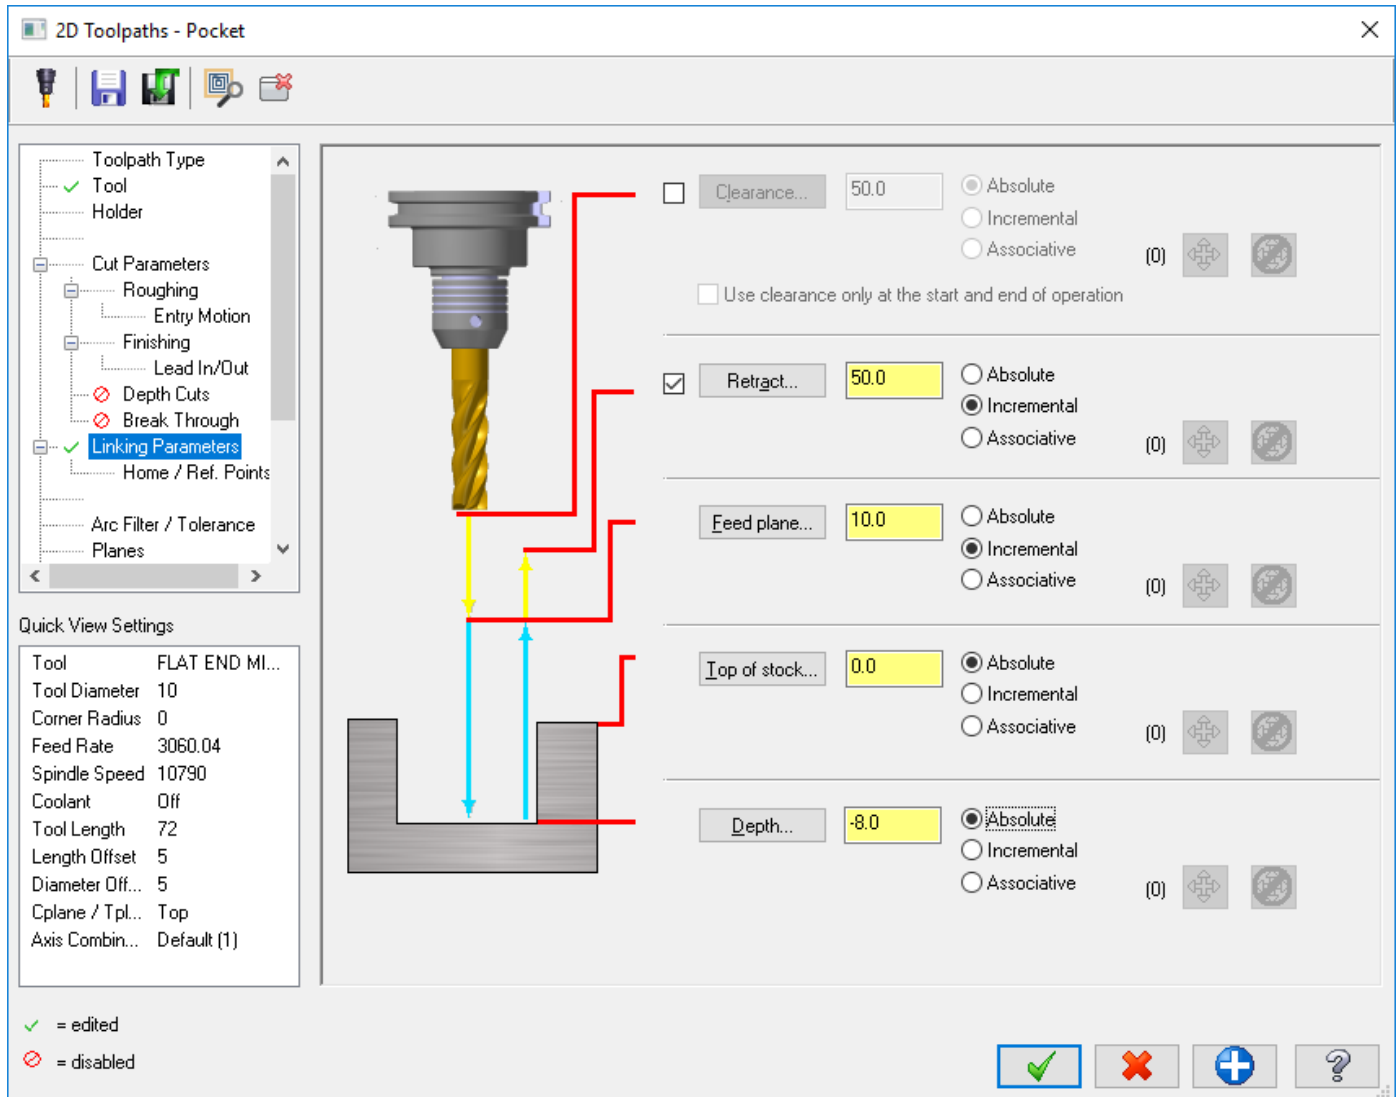 2D Toolpaths - Pocket
Toolpath Type
Tool
Holder
Cut Parameters
Roughing
Entry Motion
Finishing
Lead In/Out
Depth Cuts
Break Through
Linking Parameters
Home / Ref. Points
Arc Filter / Tolerance
Planes
Quick View Settings
Tool FLAT END MI...
Tool Diameter 10
Corner Radius 0
Feed Rate 3060.04
Spindle Speed 10790
Coolant Off
Tool Length 72
Length Offset 5
Diameter Off... 5
Cplane / Tpl... Top
Axis Combin... Default (1)
= edited
= disabled
Clearance... 50.0 Absolute
Incremental
Associative (0)
Use clearance only at the start and end of operation
Retract... 50.0 Absolute
Incremental
Associative (0)
Feed plane... 10.0 Absolute
Incremental
Associative (0)
Top of stock... 0.0 Absolute
Incremental
Associative (0)
Depth... -8.0 Absolute
Incremental
Associative (0)